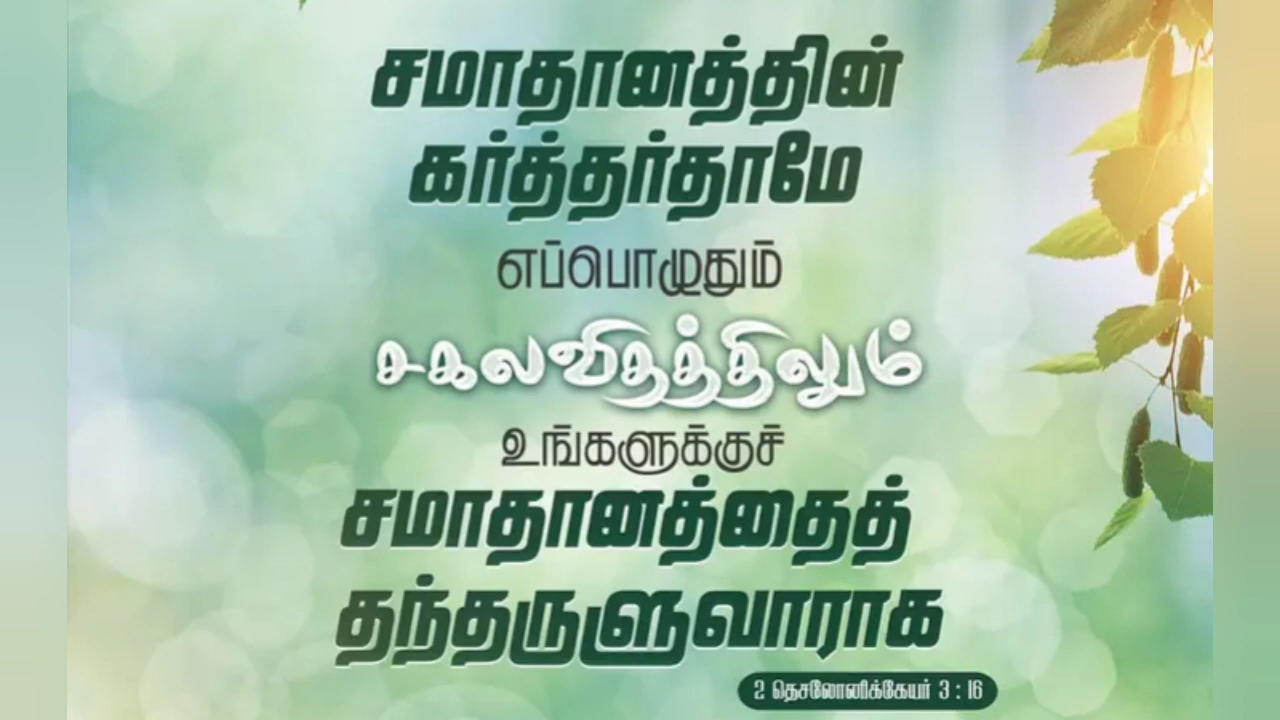 சமாதானத்தின்
கர்த்தர்தாமே
எப்பொழுதும்
சகலவிதத்திலும்
உங்களுக்குச்
சமாதானத்தைத்
தந்தருளுவாராக
2 தெசலோனிக்கேயர் 3 : 16